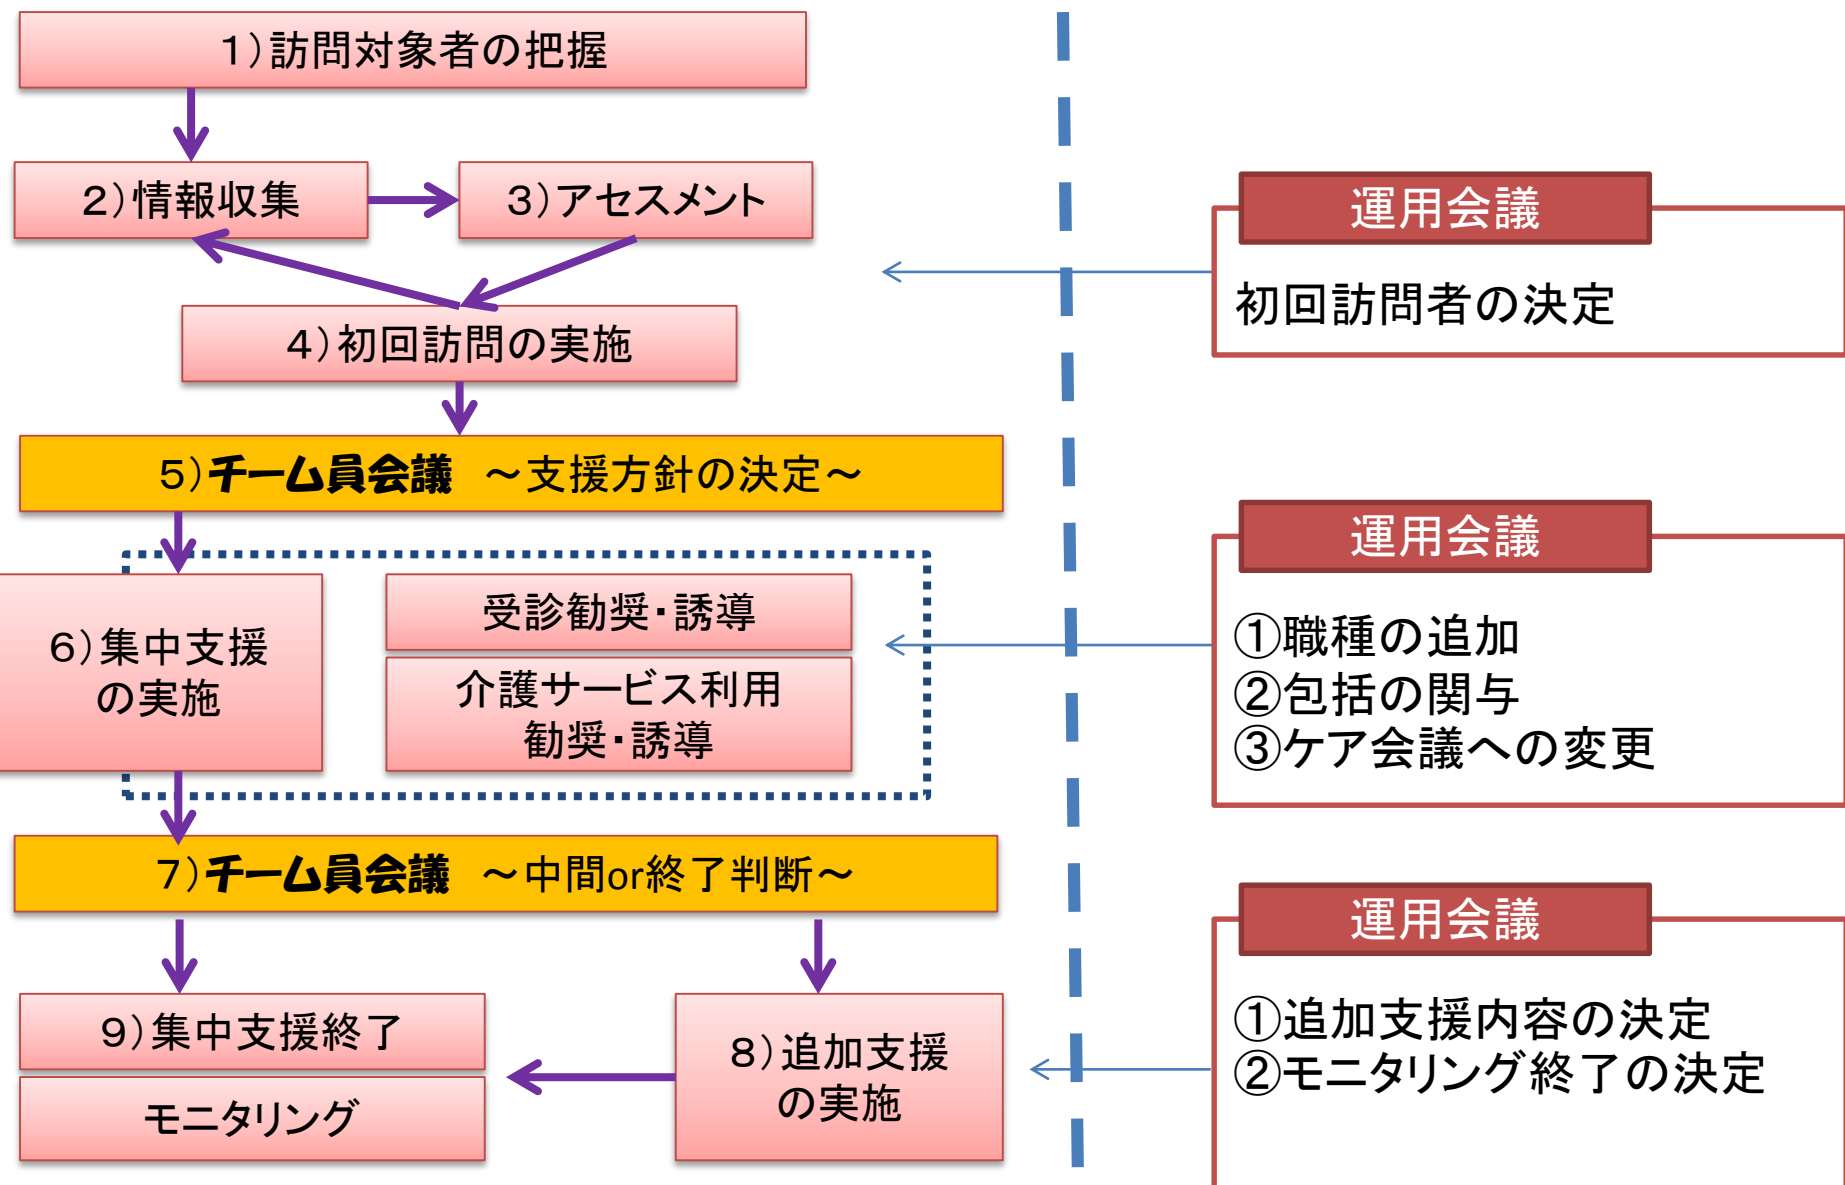 1）訪問対象者の把握
2）情報収集
3）アセスメント
4）初回訪問の実施
5）チーム員会議　～支援方針の決定～
6）集中支援
の実施
受診勧奨・誘導
介護サービス利用
勧奨・誘導
7）チーム員会議　～中間or終了判断～
9）集中支援終了
モニタリング
8）追加支援
の実施
運用会議
初回訪問者の決定
運用会議
①職種の追加
②包括の関与
③ケア会議への変更
運用会議
①追加支援内容の決定
②モニタリング終了の決定